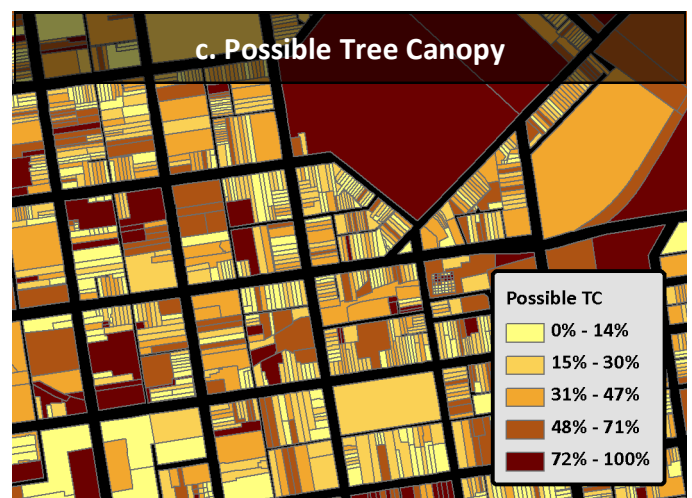 c. Possible Tree Canopy
Possible TC
0% - 14%
15% - 30%
31% - 47%
48% - 71%
72% - 100%